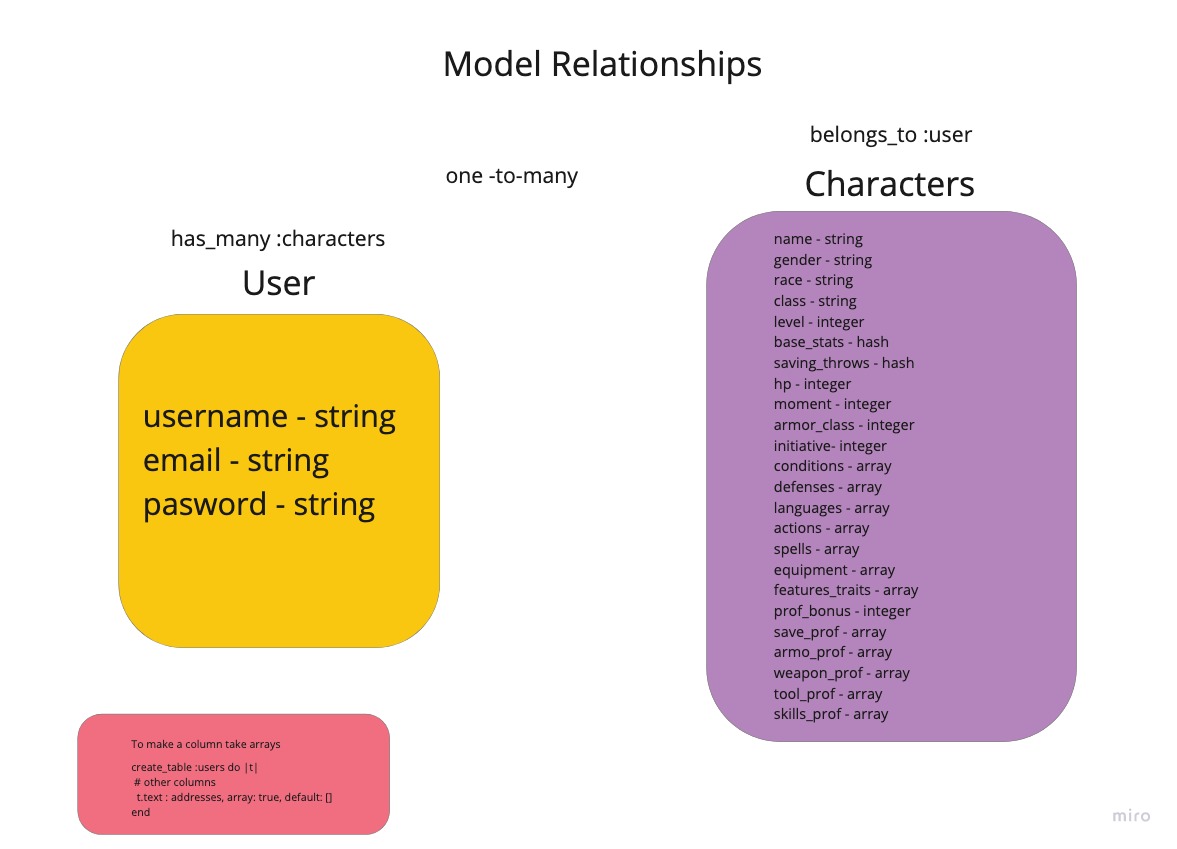 Model Relationships
belongs_to :user
one -to-many
Characters
has_many :characters
User
username - string
email - string
pasword - string
name - string
gender - string
race - string
class - string
level - integer
base_stats - hash
saving_throws - hash
hp - integer
moment - integer
armor_class - integer
initiative- integer
conditions - array
defenses - array
languages - array
actions - array
spells - array
equipment - array
features_traits - array
prof_bonus - integer
save_prof - array
armo_prof - array
weapon_prof - array
tool_prof - array
skills_prof - array
To make a column take arrays
create_table :users do |t|
# other columns
t.text : addresses, array: true, default: []
end
miro